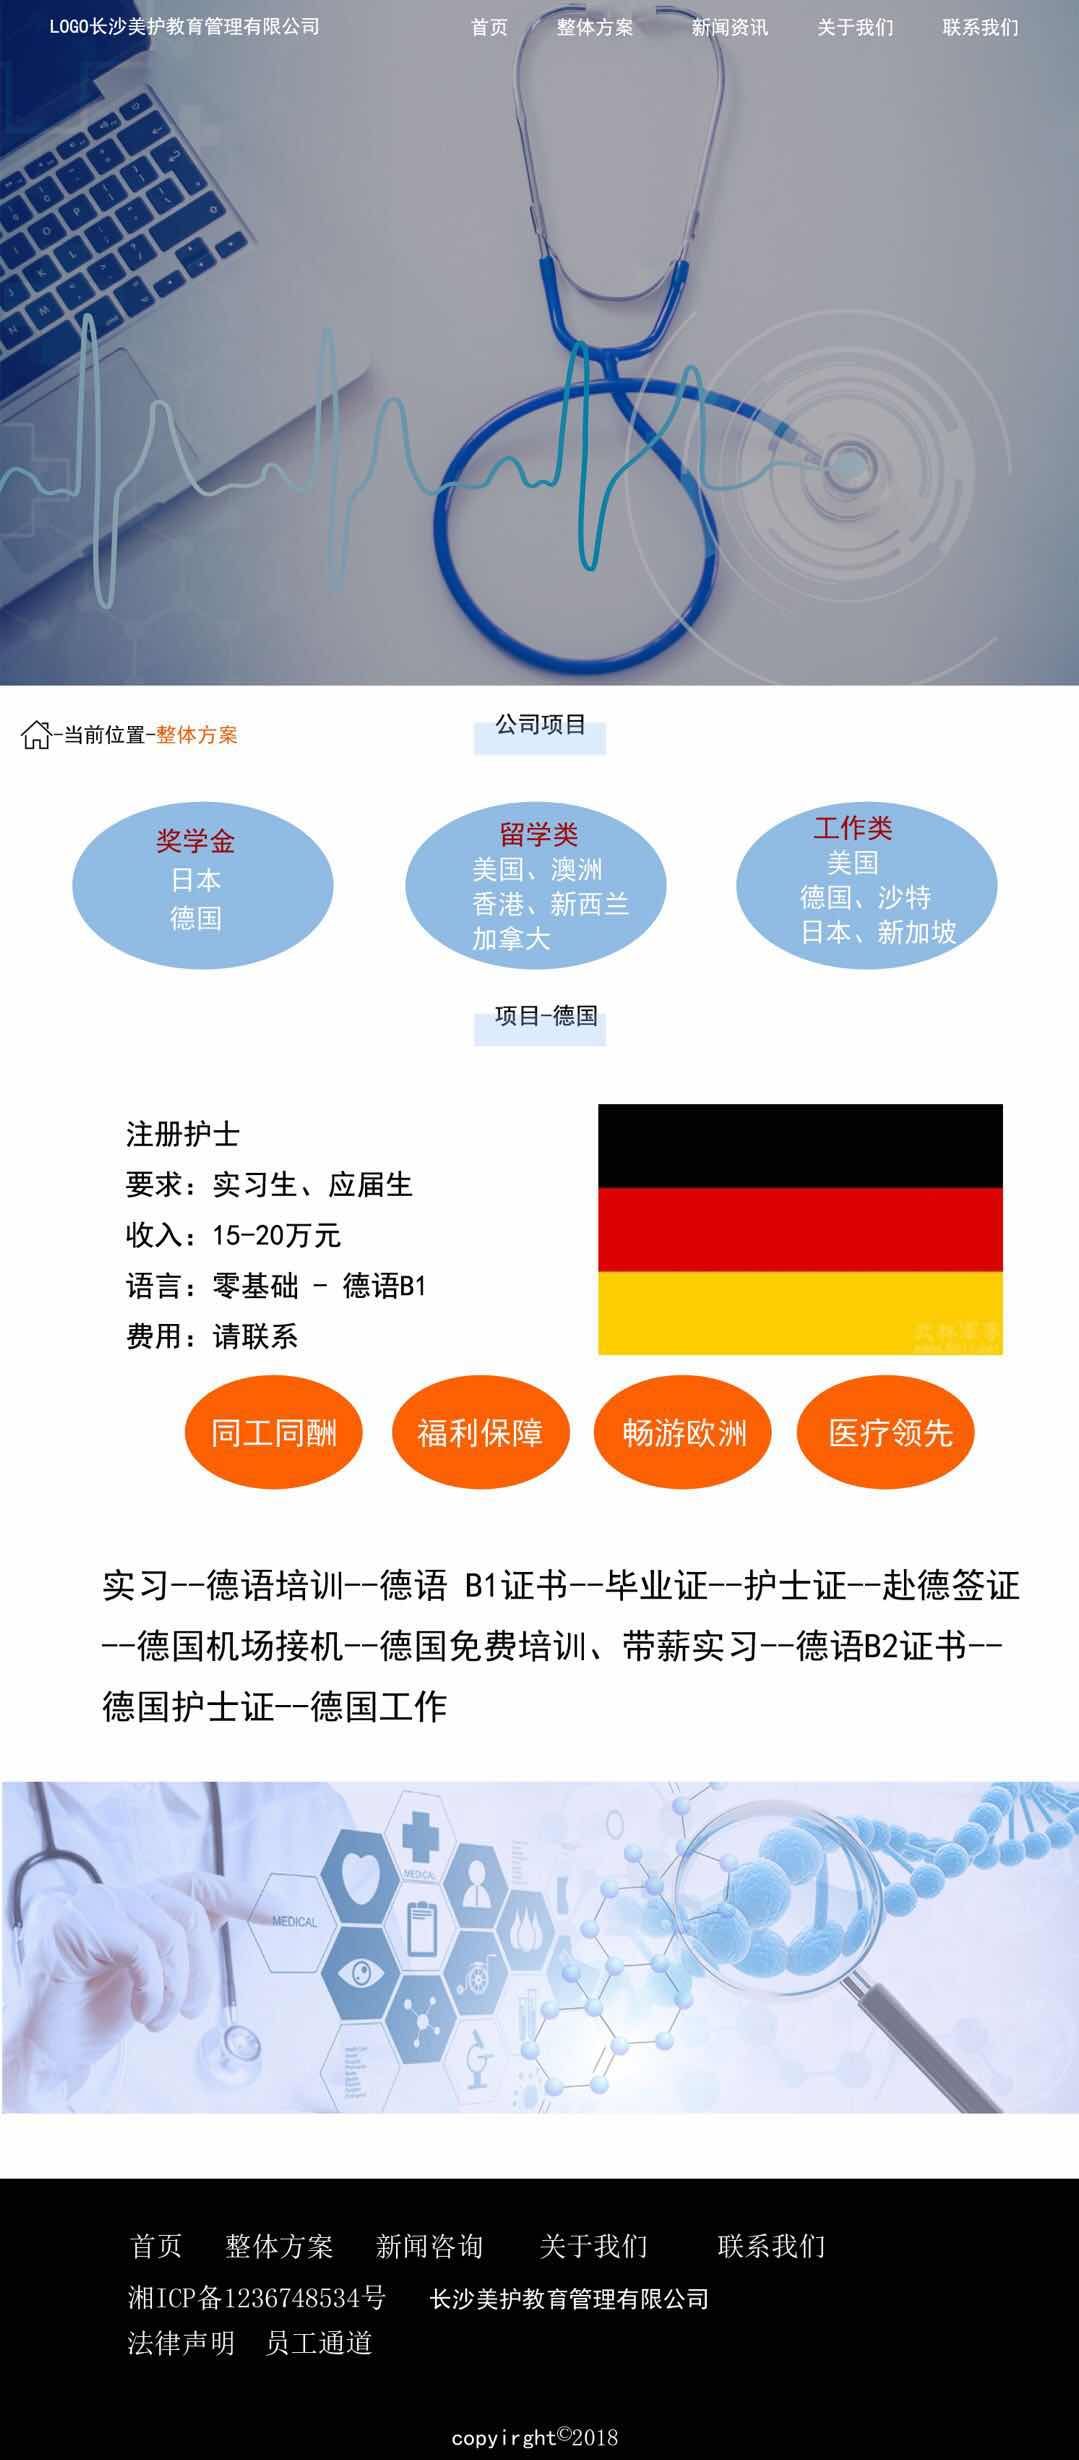 LOGO长沙美护教育管理有限公司 首页 整体方案 新闻资讯 关于我们 联系我们
-当前位置-整体方案
公司项目
奖学金
日本
德国
留学类
美国、澳洲
香港、新西兰
加拿大
工作类
美国
德国、沙特
日本、新加坡
项目-德国
注册护士
要求：实习生、应届生
收入：15-20万元
语言：零基础 - 德语B1
费用：请联系
同工同酬 福利保障 畅游欧洲 医疗领先
实习--德语培训--德语 B1证书--毕业证--护士证--赴德签证
--德国机场接机--德国免费培训、带薪实习--德语B2证书--
德国护士证--德国工作
MEDICAL
MEDICAL
首页 整体方案 新闻咨询 关于我们 联系我们
湘ICP备1236748534号 长沙美护教育管理有限公司
法律声明 员工通道
copyirght©2018